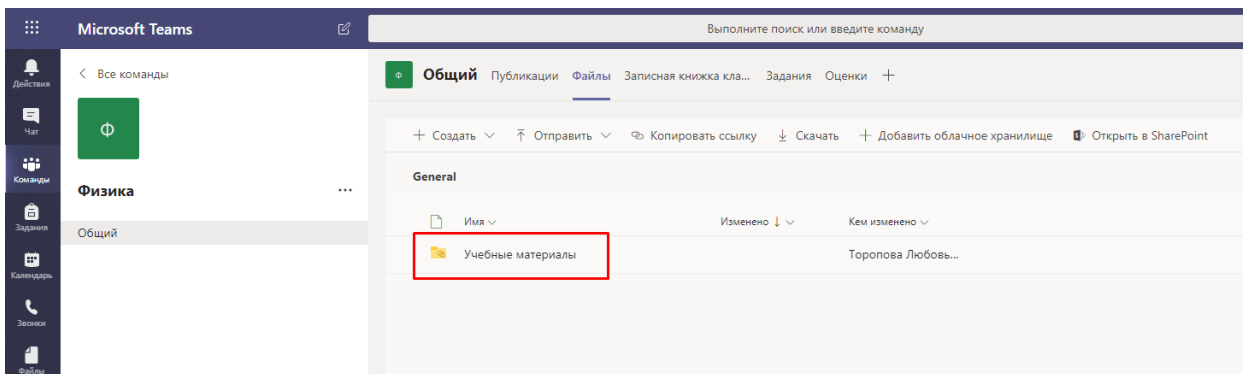 Microsoft Teams
Выполните поиск или введите команду
Действия
Чат
Команды
Задания
Календарь
Звонки
Файлы
Все команды
Ф
Физика
...
Общий
Ф Общий Публикации Файлы Записная книжка кла... Задания Оценки +
+ Создать Отправить Копировать ссылку Скачать + Добавить облачное хранилище Открыть в SharePoint
General
Имя Изменено ↓ Кем изменено
Учебные материалы Торопова Любовь...